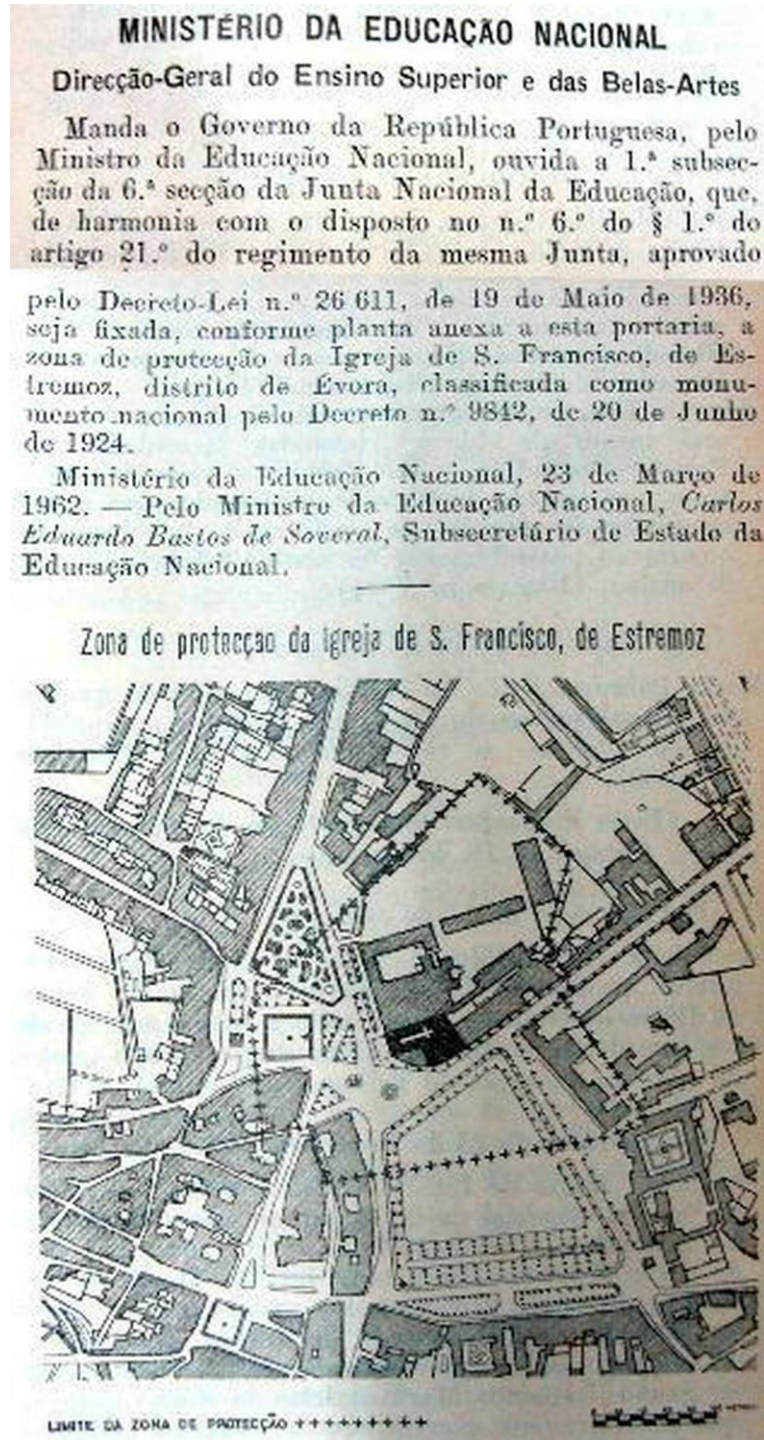 MINISTÉRIO DA EDUCAÇÃO NACIONAL
Direcção-Geral do Ensino Superior e das Belas-Artes
Manda o Governo da República Portuguesa, pelo
Ministro da Educação Nacional, ouvida a 1.ª subsec-
ção da 6.ª secção da Junta Nacional da Educação, que,
de harmonia com o disposto no n.º 6.º do § 1.º do
artigo 21.º do regimento da mesma Junta, aprovado
pelo Decreto-Lei n.º 26 611, de 19 de Maio de 1936,
seja fixada, conforme planta anexa a esta portaria, a
zona de protecção da Igreja de S. Francisco, de Es-
tremoz, distrito de Évora, classificada como monu-
mento nacional pelo Decreto n.º 9842, de 20 de Junho
de 1924.
Ministério da Educação Nacional, 23 de Março de
1962. — Pelo Ministro da Educação Nacional, Carlos
Eduardo Bastos de Soveral, Subsecretário de Estado da
Educação Nacional.
Zona de protecção da Igreja de S. Francisco, de Estremoz
LIMITE DA ZONA DE PROTECÇÃO ++++++++++